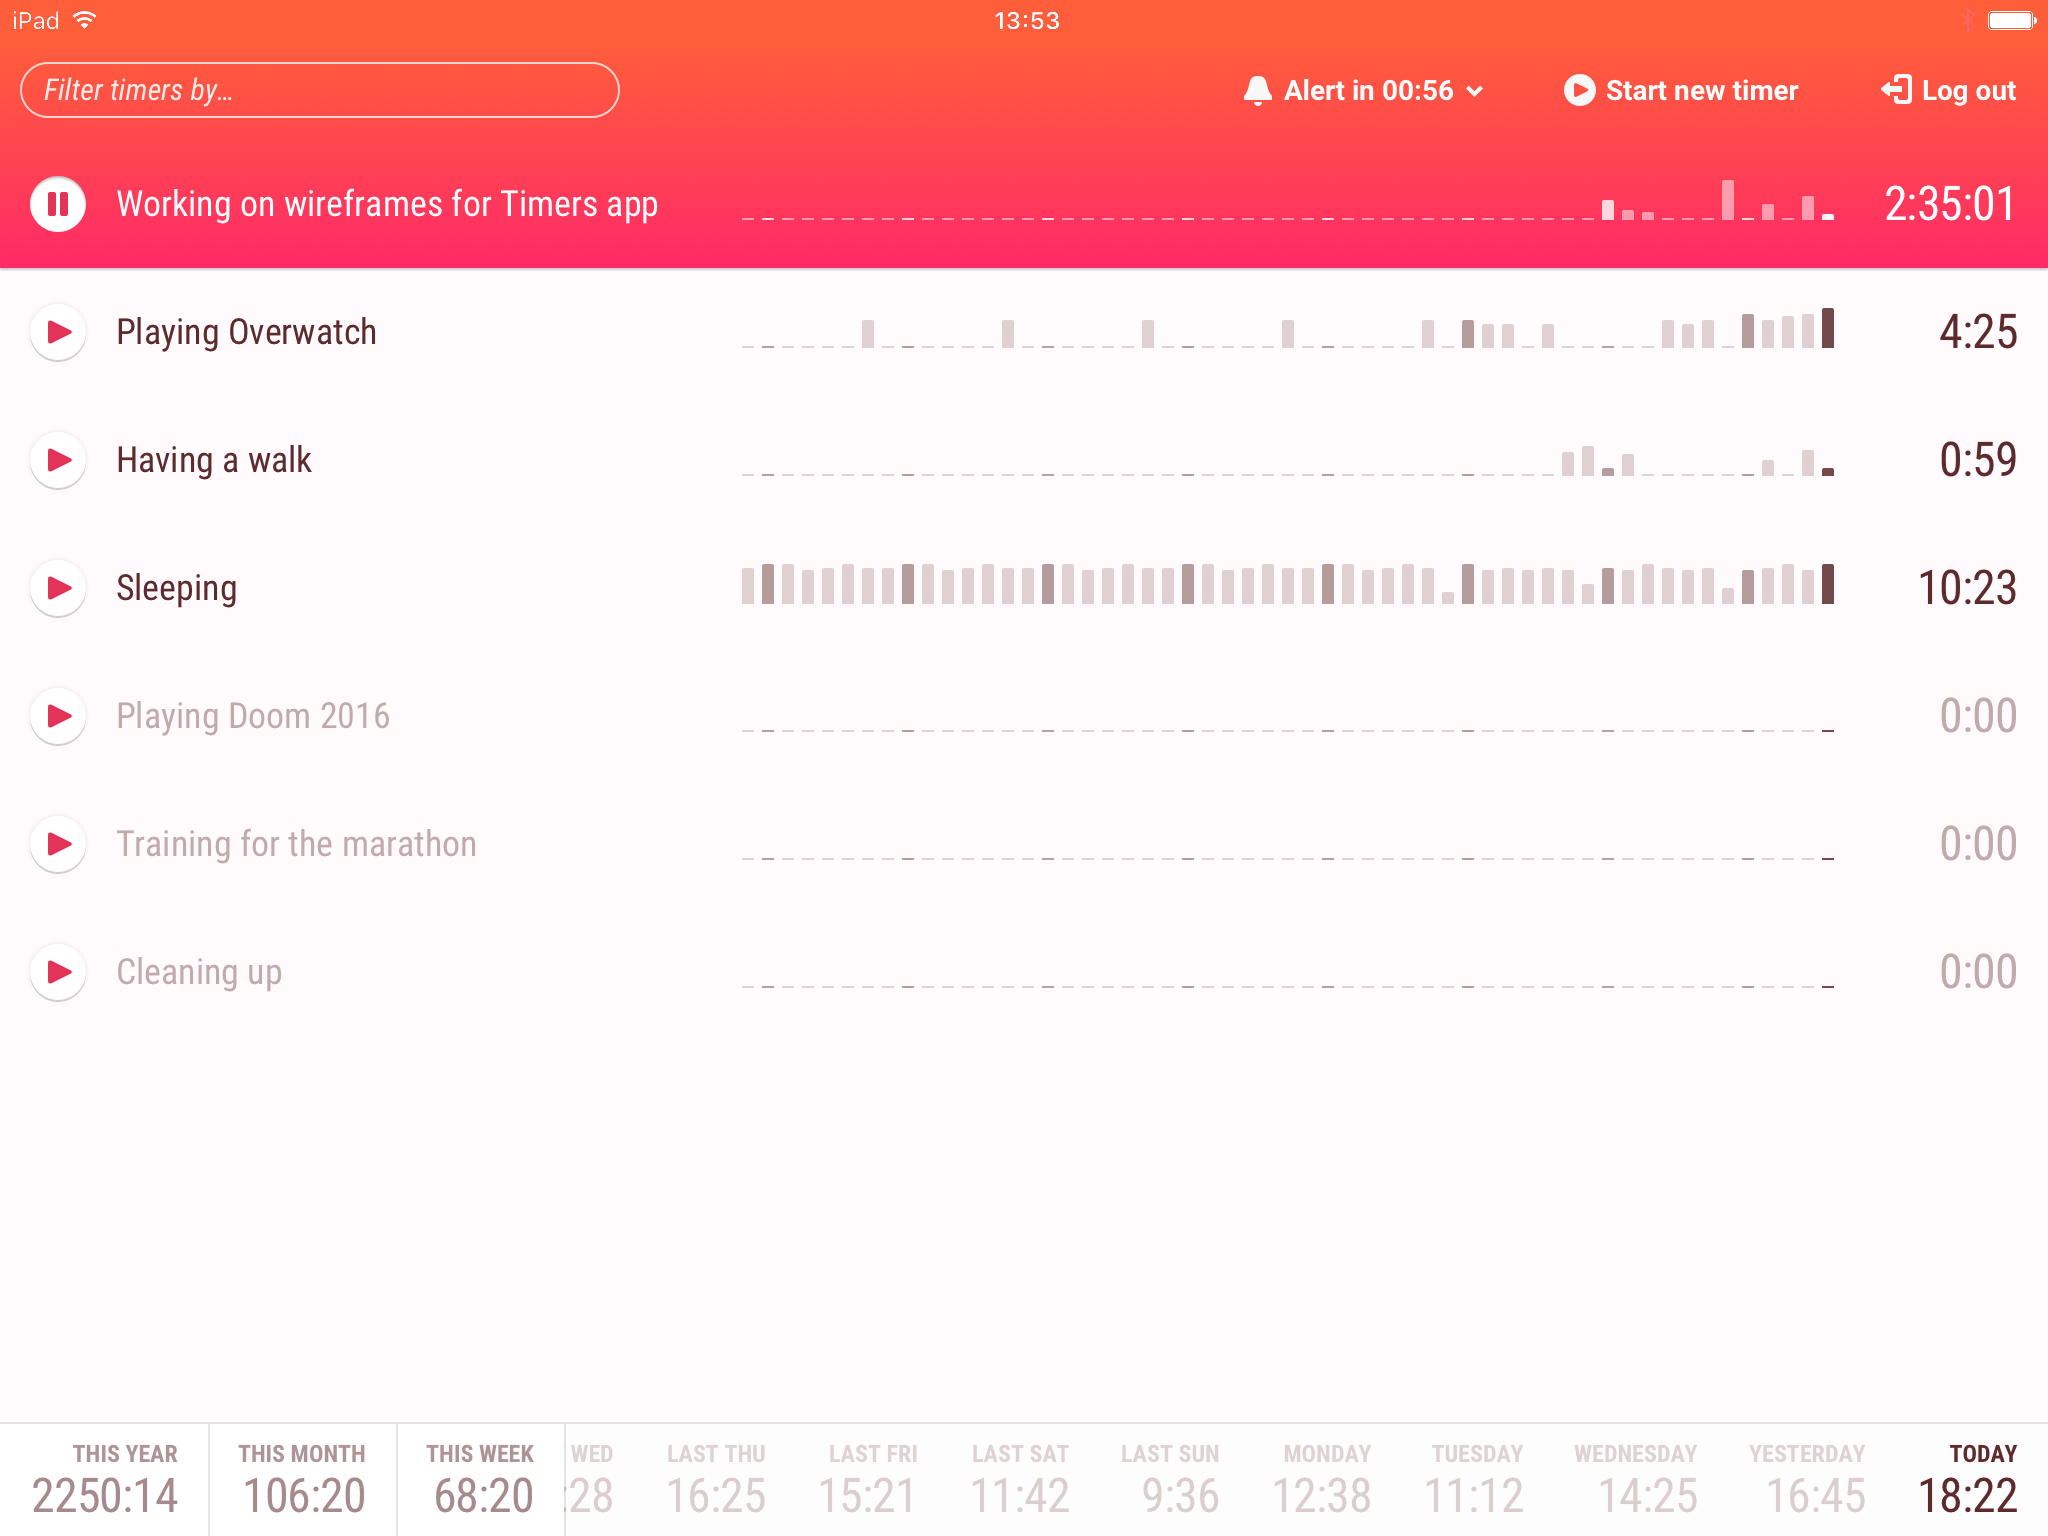 iPad 13:53
Filter timers by... Alert in 00:56 Start new timer Log out
Working on wireframes for Timers app 2:35:01
Playing Overwatch 4:25
Having a walk 0:59
Sleeping 10:23
Playing Doom 2016 0:00
Training for the marathon 0:00
Cleaning up 0:00
THIS YEAR THIS MONTH THIS WEEK WED LAST THU LAST FRI LAST SAT LAST SUN MONDAY TUESDAY WEDNESDAY YESTERDAY TODAY
2250:14 106:20 68:20 :28 16:25 15:21 11:42 9:36 12:38 11:12 14:25 16:45 18:22